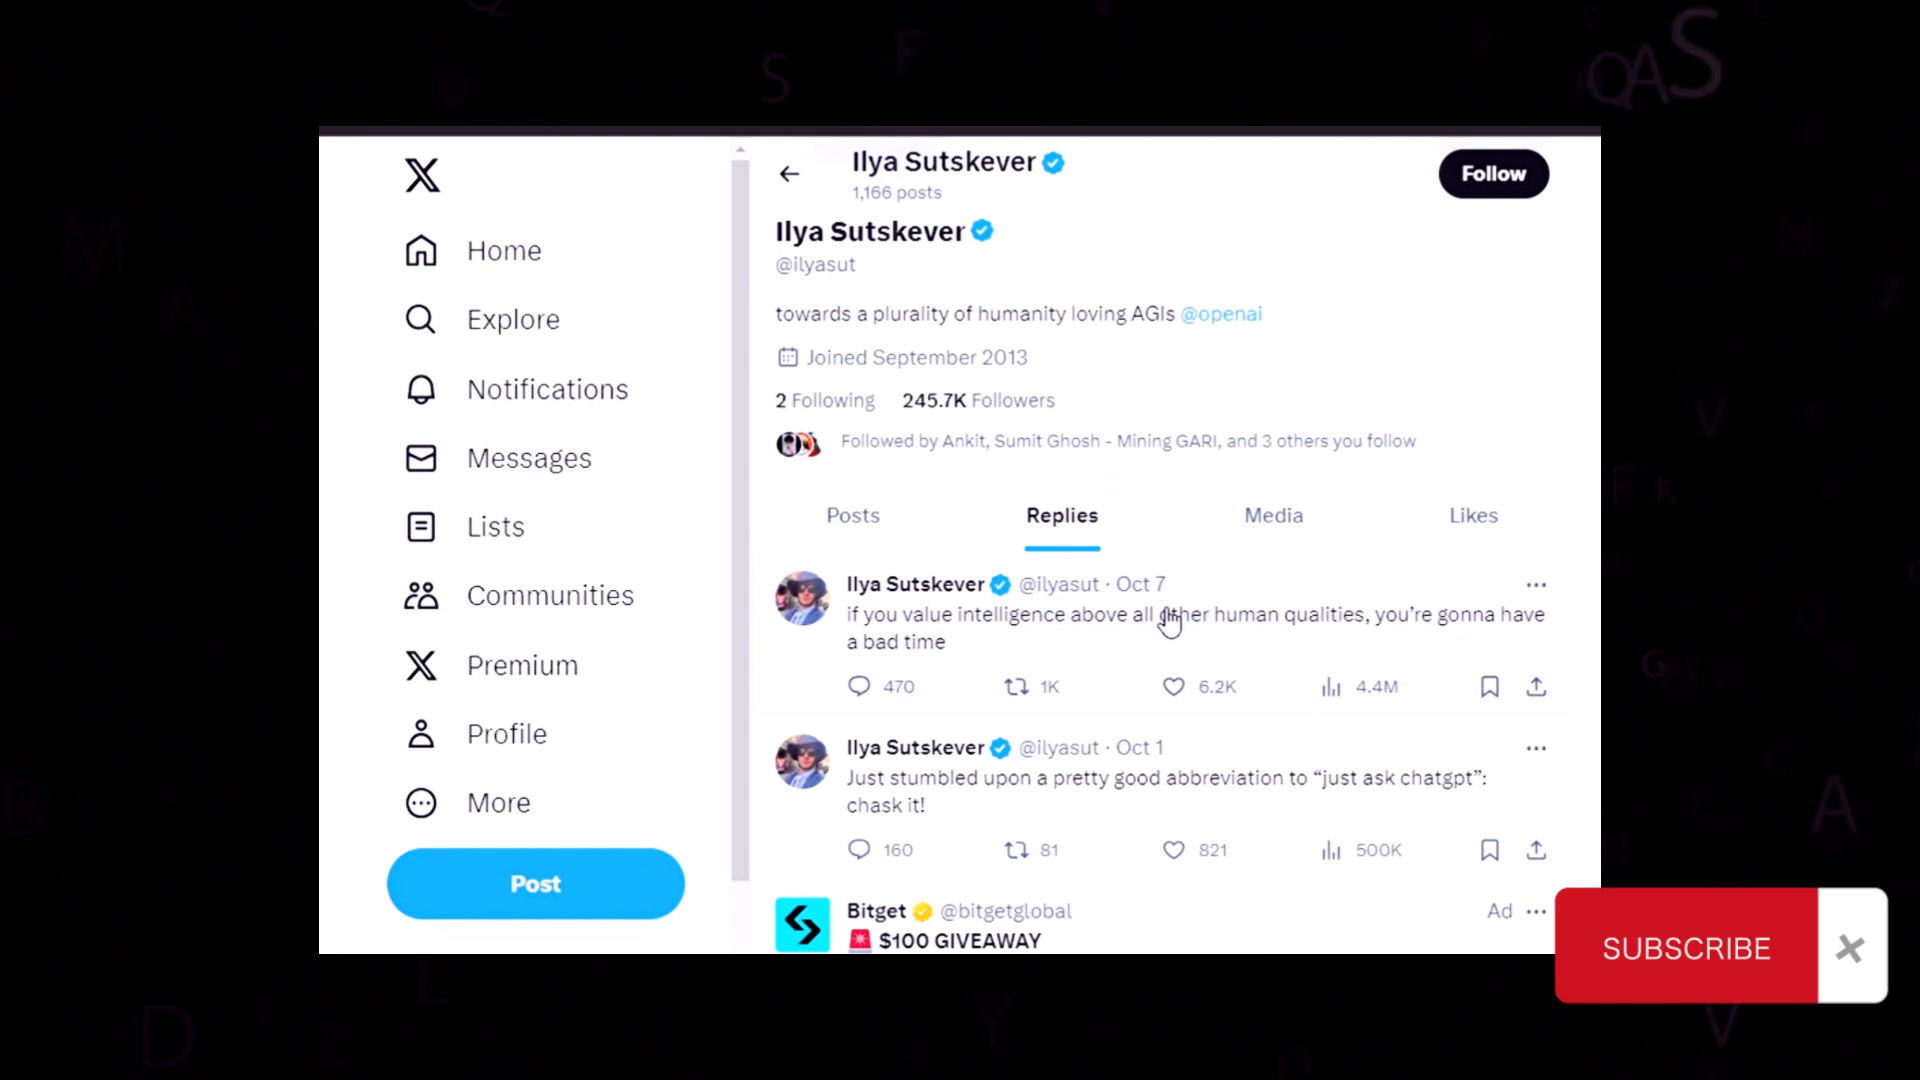 Ilya Sutskever
1,166 posts
Follow
Home
Explore
Notifications
Messages
Lists
Communities
Premium
Profile
More
Post
Ilya Sutskever
@ilyasut
towards a plurality of humanity loving AGIs @openai
Joined September 2013
2 Following 245.7K Followers
Followed by Ankit, Sumit Ghosh - Mining GARI, and 3 others you follow
Posts Replies Media Likes
Ilya Sutskever @ilyasut · Oct 7
if you value intelligence above all other human qualities, you’re gonna have
a bad time
470 1K 6.2K 4.4M
Ilya Sutskever @ilyasut · Oct 1
Just stumbled upon a pretty good abbreviation to “just ask chatgpt”:
chask it!
160 81 821 500K
Bitget @bitgetglobal Ad
$100 GIVEAWAY
SUBSCRIBE